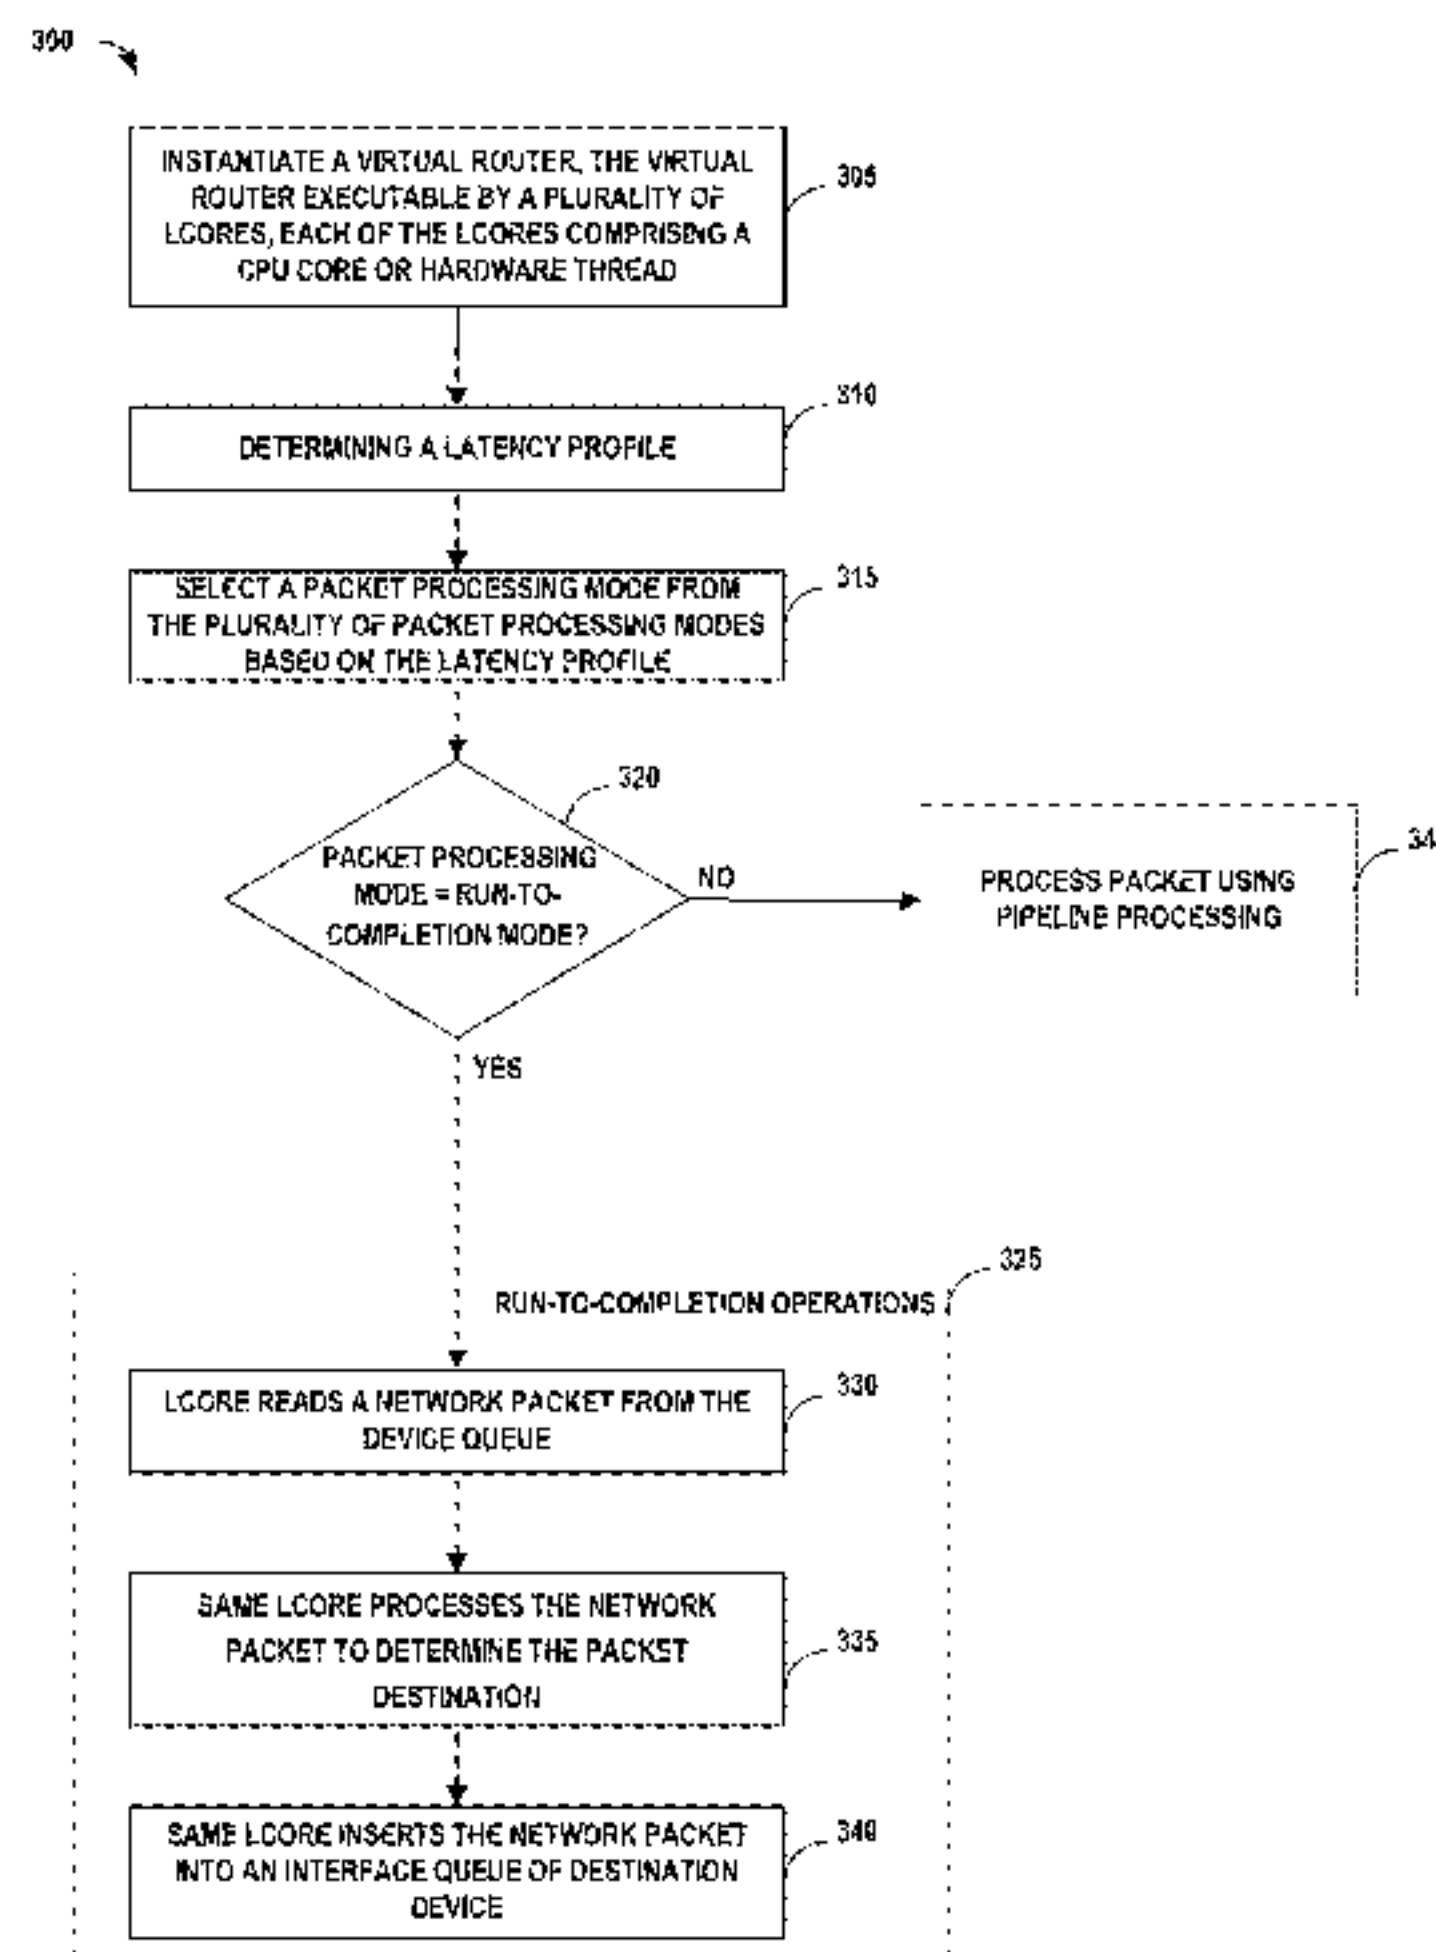 300
INSTANTIATE A VIRTUAL ROUTER, THE VIRTUAL
ROUTER EXECUTABLE BY A PLURALITY OF
LCORES, EACH OF THE LCORES COMPRISING A
CPU CORE OR HARDWARE THREAD
305
DETERMINING A LATENCY PROFILE
310
SELECT A PACKET PROCESSING MODE FROM
THE PLURALITY OF PACKET PROCESSING MODES
BASED ON THE LATENCY PROFILE
315
PACKET PROCESSING
MODE = RUN-TO-
COMPLETION MODE?
320
NO
PROCESS PACKET USING
PIPELINE PROCESSING
34
YES
RUN-TO-COMPLETION OPERATIONS
325
LCORE READS A NETWORK PACKET FROM THE
DEVICE QUEUE
330
SAME LCORE PROCESSES THE NETWORK
PACKET TO DETERMINE THE PACKET
DESTINATION
335
SAME LCORE INSERTS THE NETWORK PACKET
INTO AN INTERFACE QUEUE OF DESTINATION
DEVICE
340